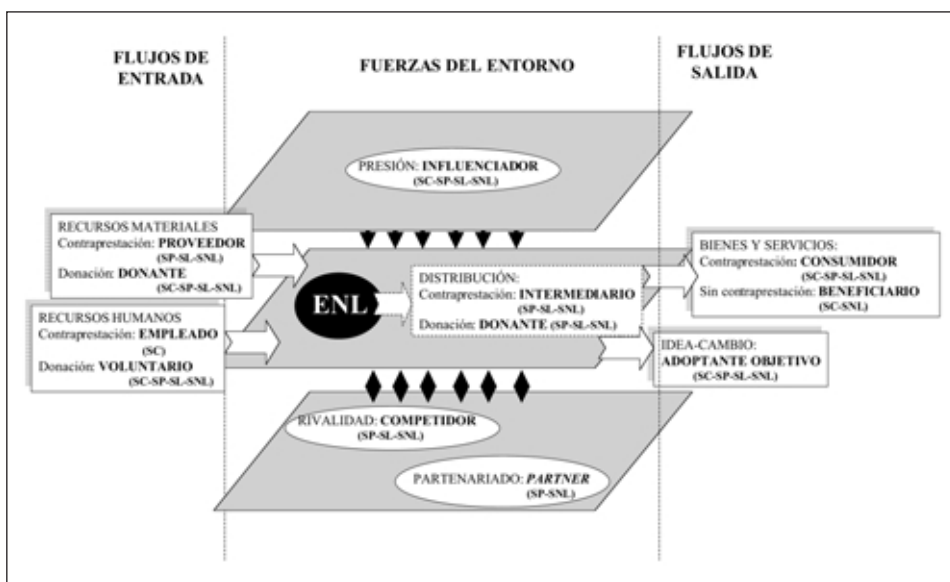 FLUJOS DE
ENTRADA
FUERZAS DEL ENTORNO
FLUJOS DE
SALIDA
PRESIÓN: INFLUENCIADOR
(SC-SP-SL-SNL)
RECURSOS MATERIALES
Contraprestación: PROVEEDOR
(SP-SL-SNL)
Donación: DONANTE
(SC-SP-SL-SNL)
RECURSOS HUMANOS
Contraprestación: EMPLEADO
(SC)
Donación: VOLUNTARIO
(SC-SP-SL-SNL)
ENL
DISTRIBUCIÓN:
Contraprestación: INTERMEDIARIO
(SP-SL-SNL)
Donación: DONANTE (SP-SL-SNL)
BIENES Y SERVICIOS:
Contraprestación: CONSUMIDOR
(SC-SP-SL-SNL)
Sin contraprestación: BENEFICIARIO
(SC-SNL)
IDEA-CAMBIO:
ADOPTANTE OBJETIVO
(SC-SP-SL-SNL)
RIVALIDAD: COMPETIDOR
(SP-SL-SNL)
PARTENARIADO: PARTNER
(SP-SNL)